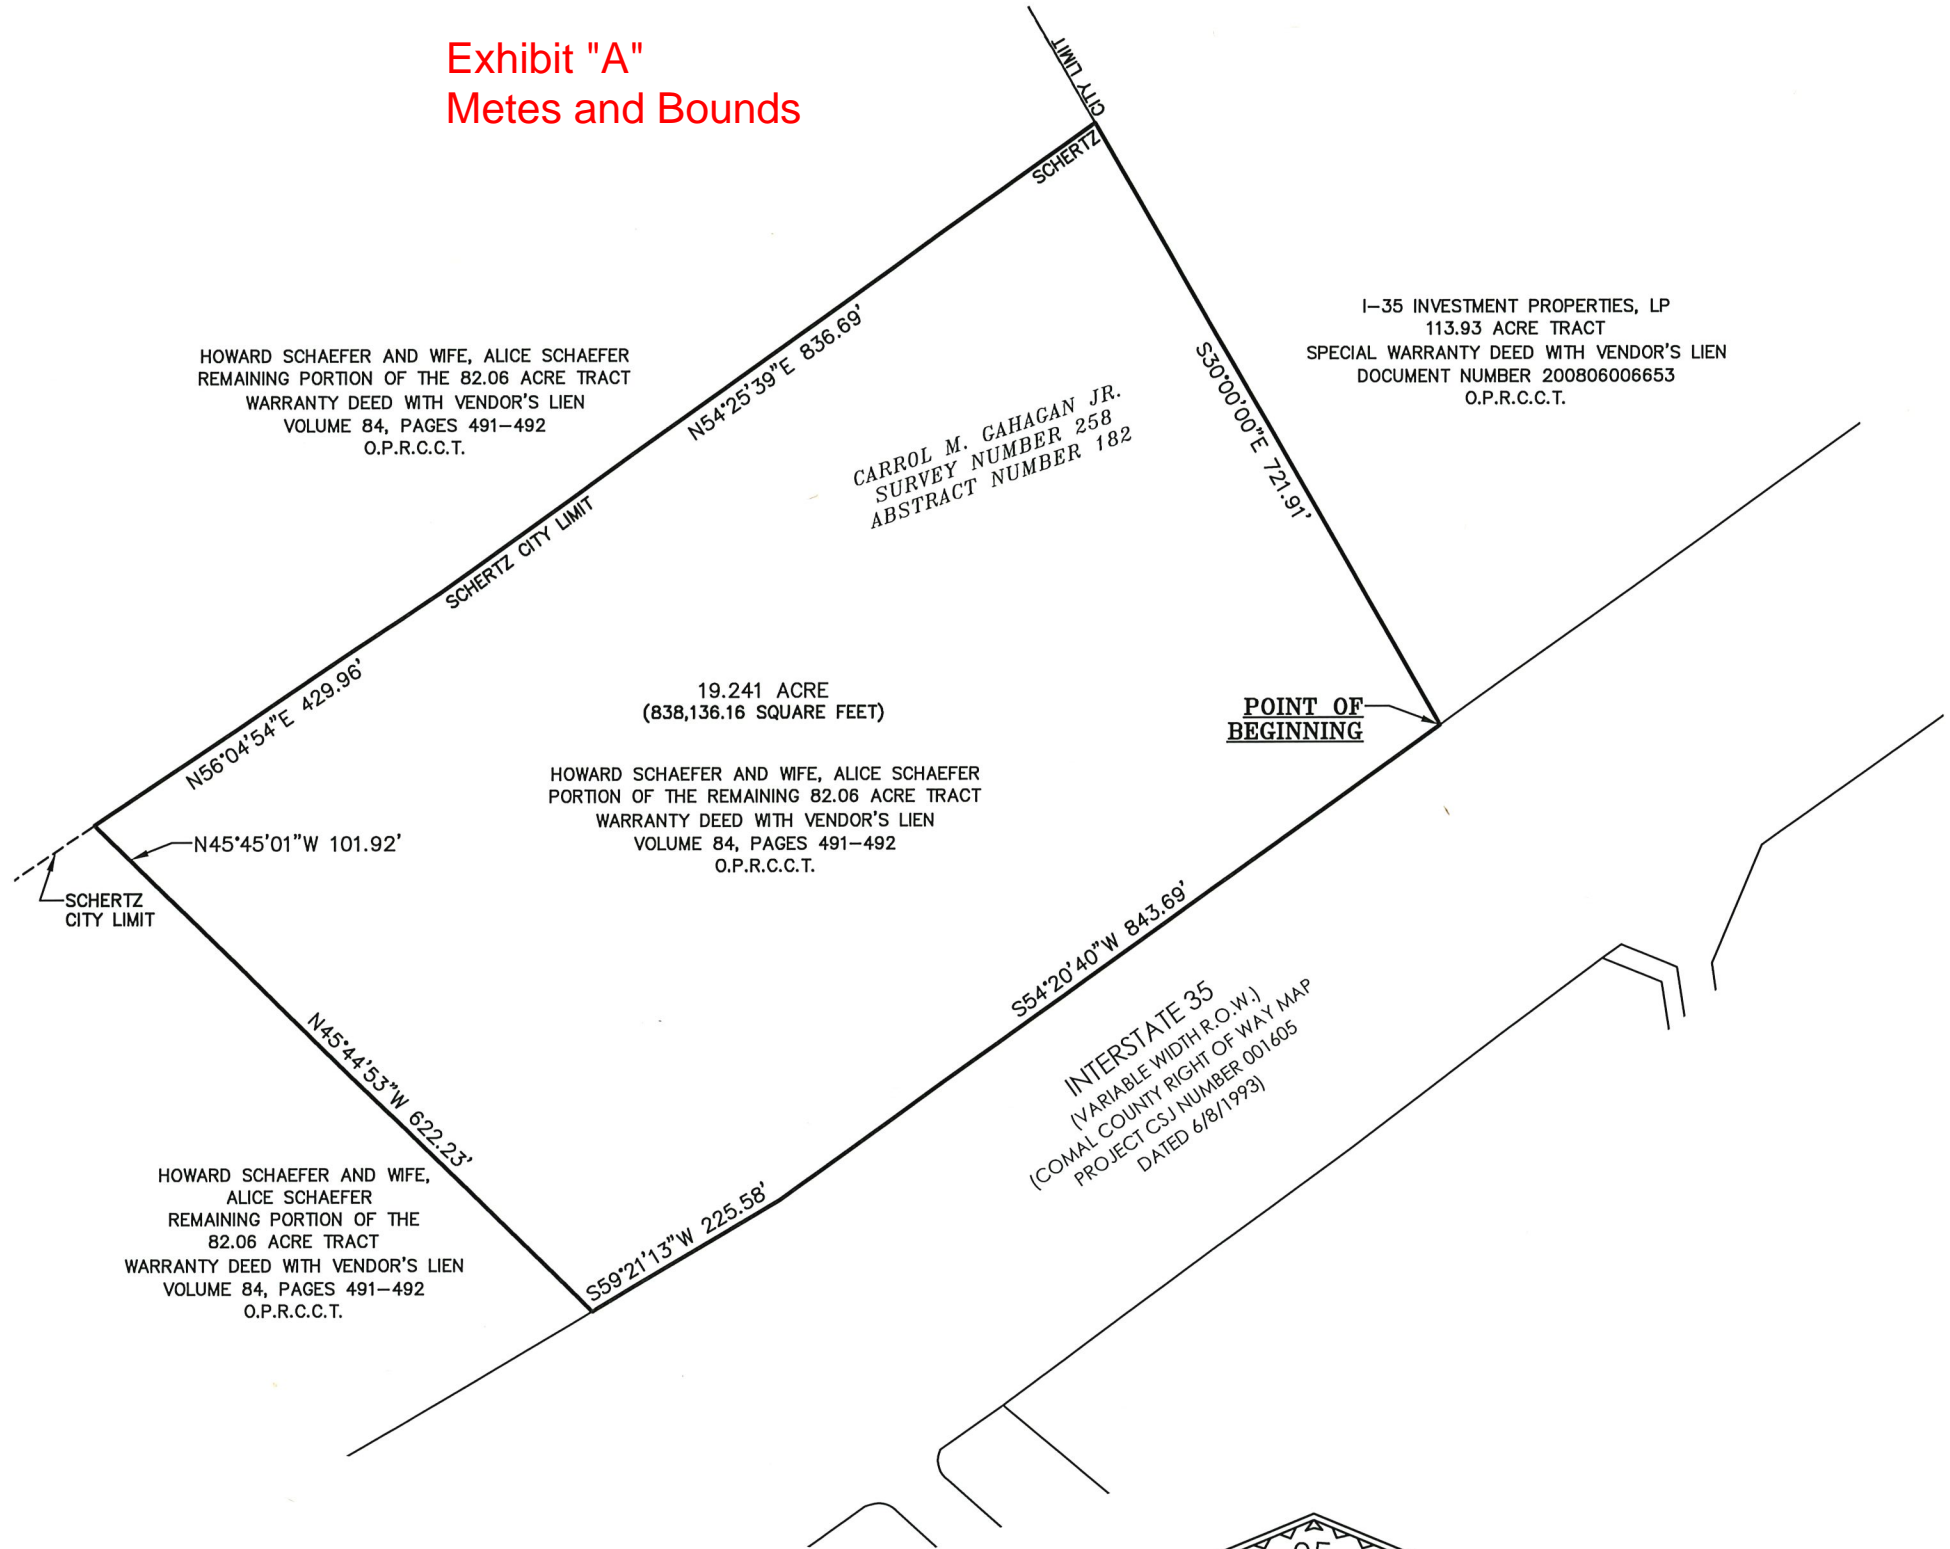 Exhibit "A"
Metes and Bounds
CITY LIMIT
SCHERTZ
I-35 INVESTMENT PROPERTIES, LP
113.93 ACRE TRACT
SPECIAL WARRANTY DEED WITH VENDOR'S LIEN
DOCUMENT NUMBER 200806006653
O.P.R.C.C.T.
HOWARD SCHAEFER AND WIFE, ALICE SCHAEFER
REMAINING PORTION OF THE 82.06 ACRE TRACT
WARRANTY DEED WITH VENDOR'S LIEN
VOLUME 84, PAGES 491-492
O.P.R.C.C.T.
N54°25'39"E 836.69'
S30°00'00"E 721.91'
CARROL M. GAHAGAN JR.
SURVEY NUMBER 258
ABSTRACT NUMBER 182
SCHERTZ CITY LIMIT
N56°04'54"E 429.96'
19.241 ACRE
(838,136.16 SQUARE FEET)
POINT OF
BEGINNING
HOWARD SCHAEFER AND WIFE, ALICE SCHAEFER
PORTION OF THE REMAINING 82.06 ACRE TRACT
WARRANTY DEED WITH VENDOR'S LIEN
VOLUME 84, PAGES 491-492
O.P.R.C.C.T.
N45°45'01"W 101.92'
SCHERTZ
CITY LIMIT
S54°20'40"W 843.69'
INTERSTATE 35
(VARIABLE WIDTH R.O.W.)
(COMAL COUNTY RIGHT OF WAY MAP
PROJECT CSJ NUMBER 001605
DATED 6/8/1993)
N45°44'53"W 622.23'
HOWARD SCHAEFER AND WIFE,
ALICE SCHAEFER
REMAINING PORTION OF THE
82.06 ACRE TRACT
WARRANTY DEED WITH VENDOR'S LIEN
VOLUME 84, PAGES 491-492
O.P.R.C.C.T.
S59°21'13"W 225.58'